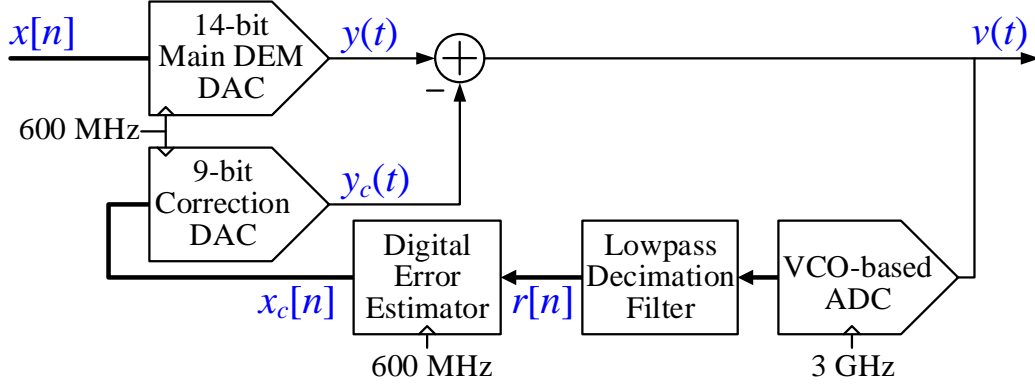 x[n]
14-bit
Main DEM
DAC
y(t)
+
v(t)
−
600 MHz
9-bit
Correction
DAC
y_c(t)
x_c[n]
Digital
Error
Estimator
r[n]
Lowpass
Decimation
Filter
VCO-based
ADC
600 MHz
3 GHz